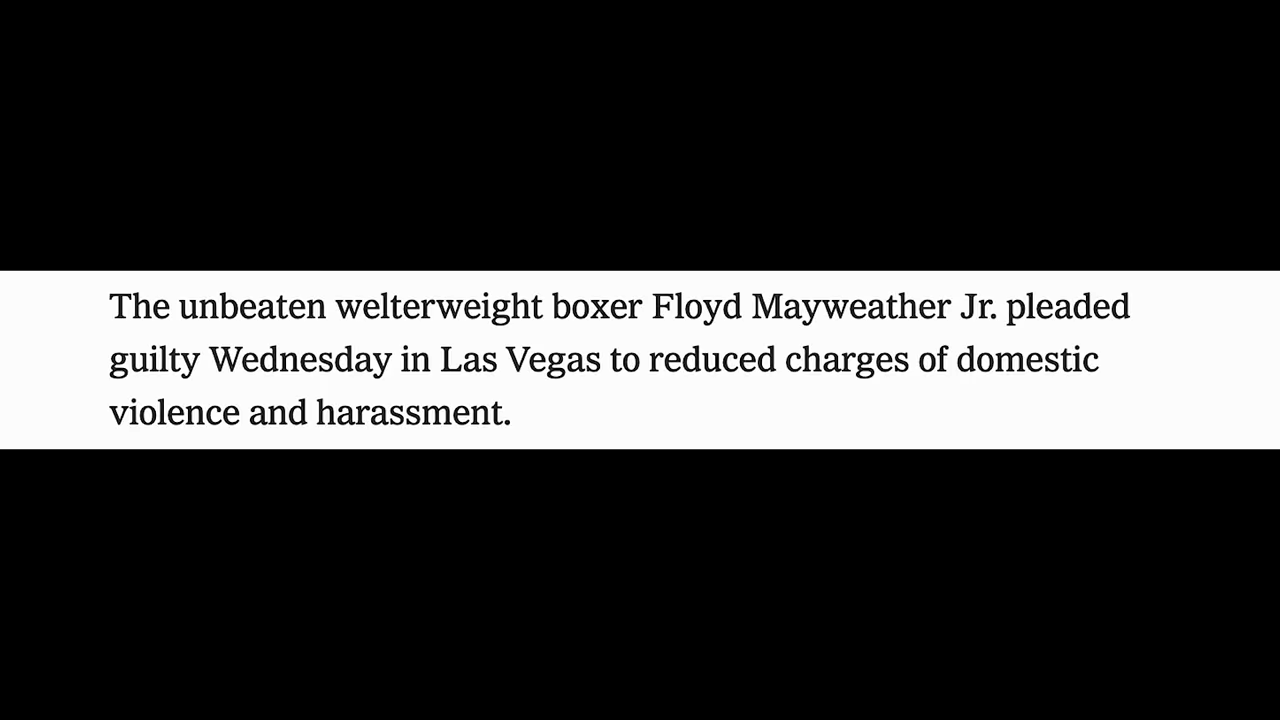 The unbeaten welterweight boxer Floyd Mayweather Jr. pleaded
guilty Wednesday in Las Vegas to reduced charges of domestic
violence and harassment.